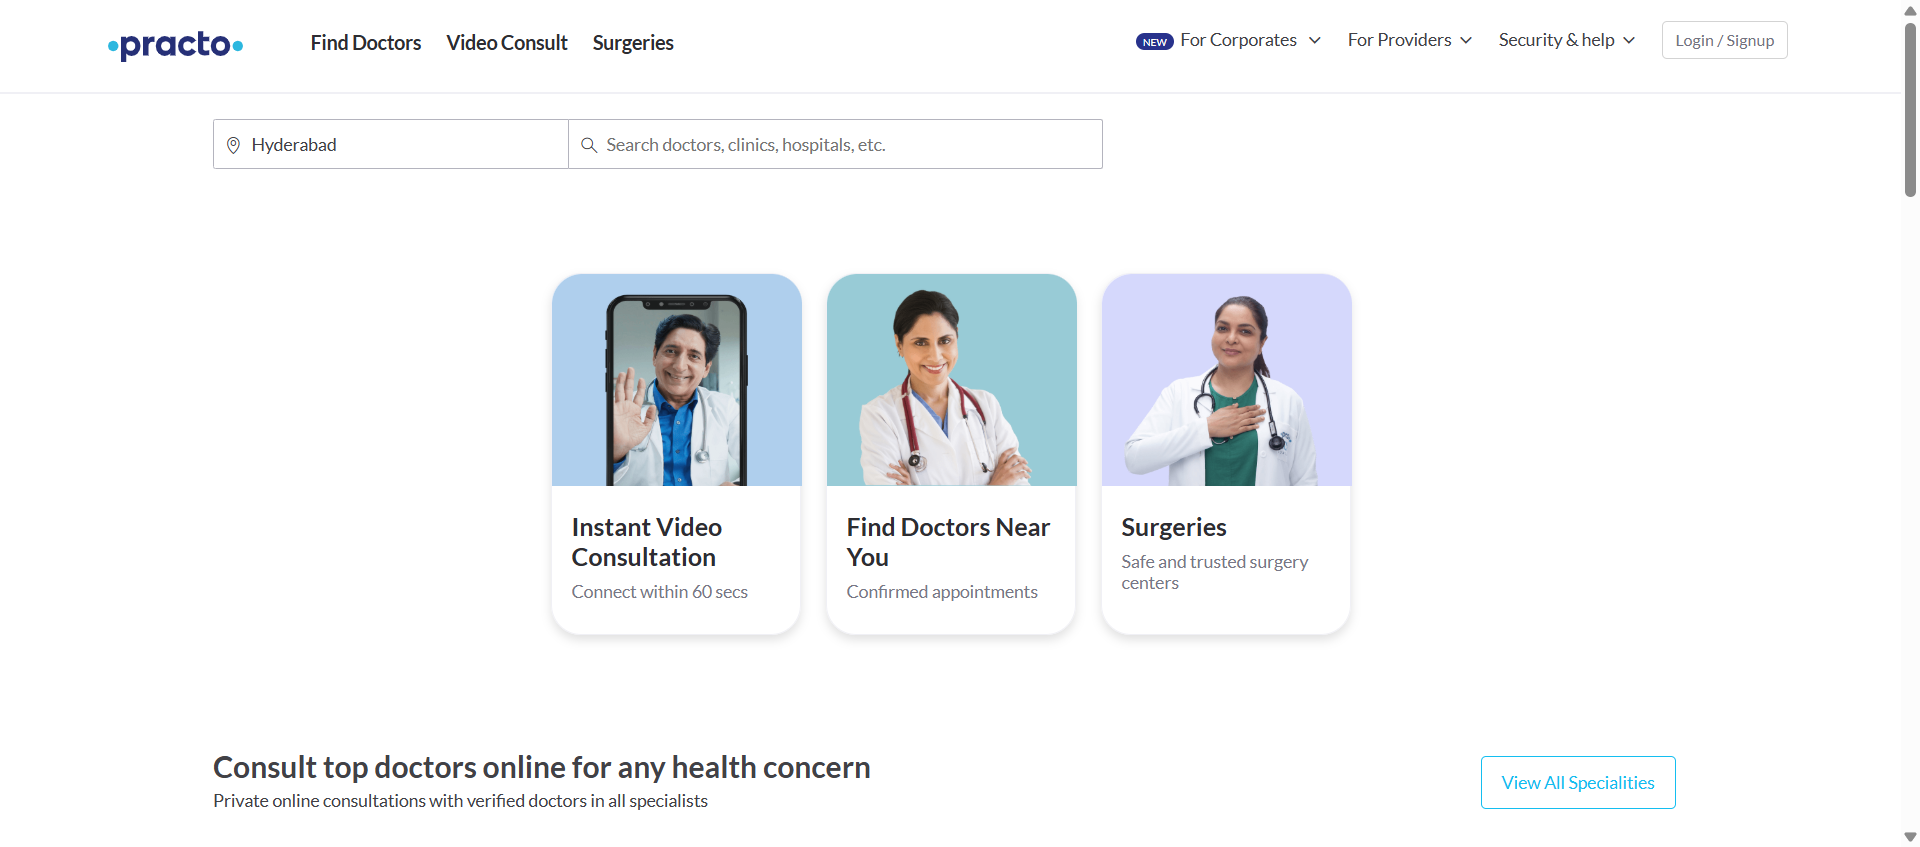 practo
Find Doctors
Video Consult
Surgeries
NEW For Corporates
For Providers
Security & help
Login / Signup
Hyderabad
Search doctors, clinics, hospitals, etc.
Instant Video
Consultation
Connect within 60 secs
Find Doctors Near
You
Confirmed appointments
Surgeries
Safe and trusted surgery
centers
Consult top doctors online for any health concern
Private online consultations with verified doctors in all specialists
View All Specialities